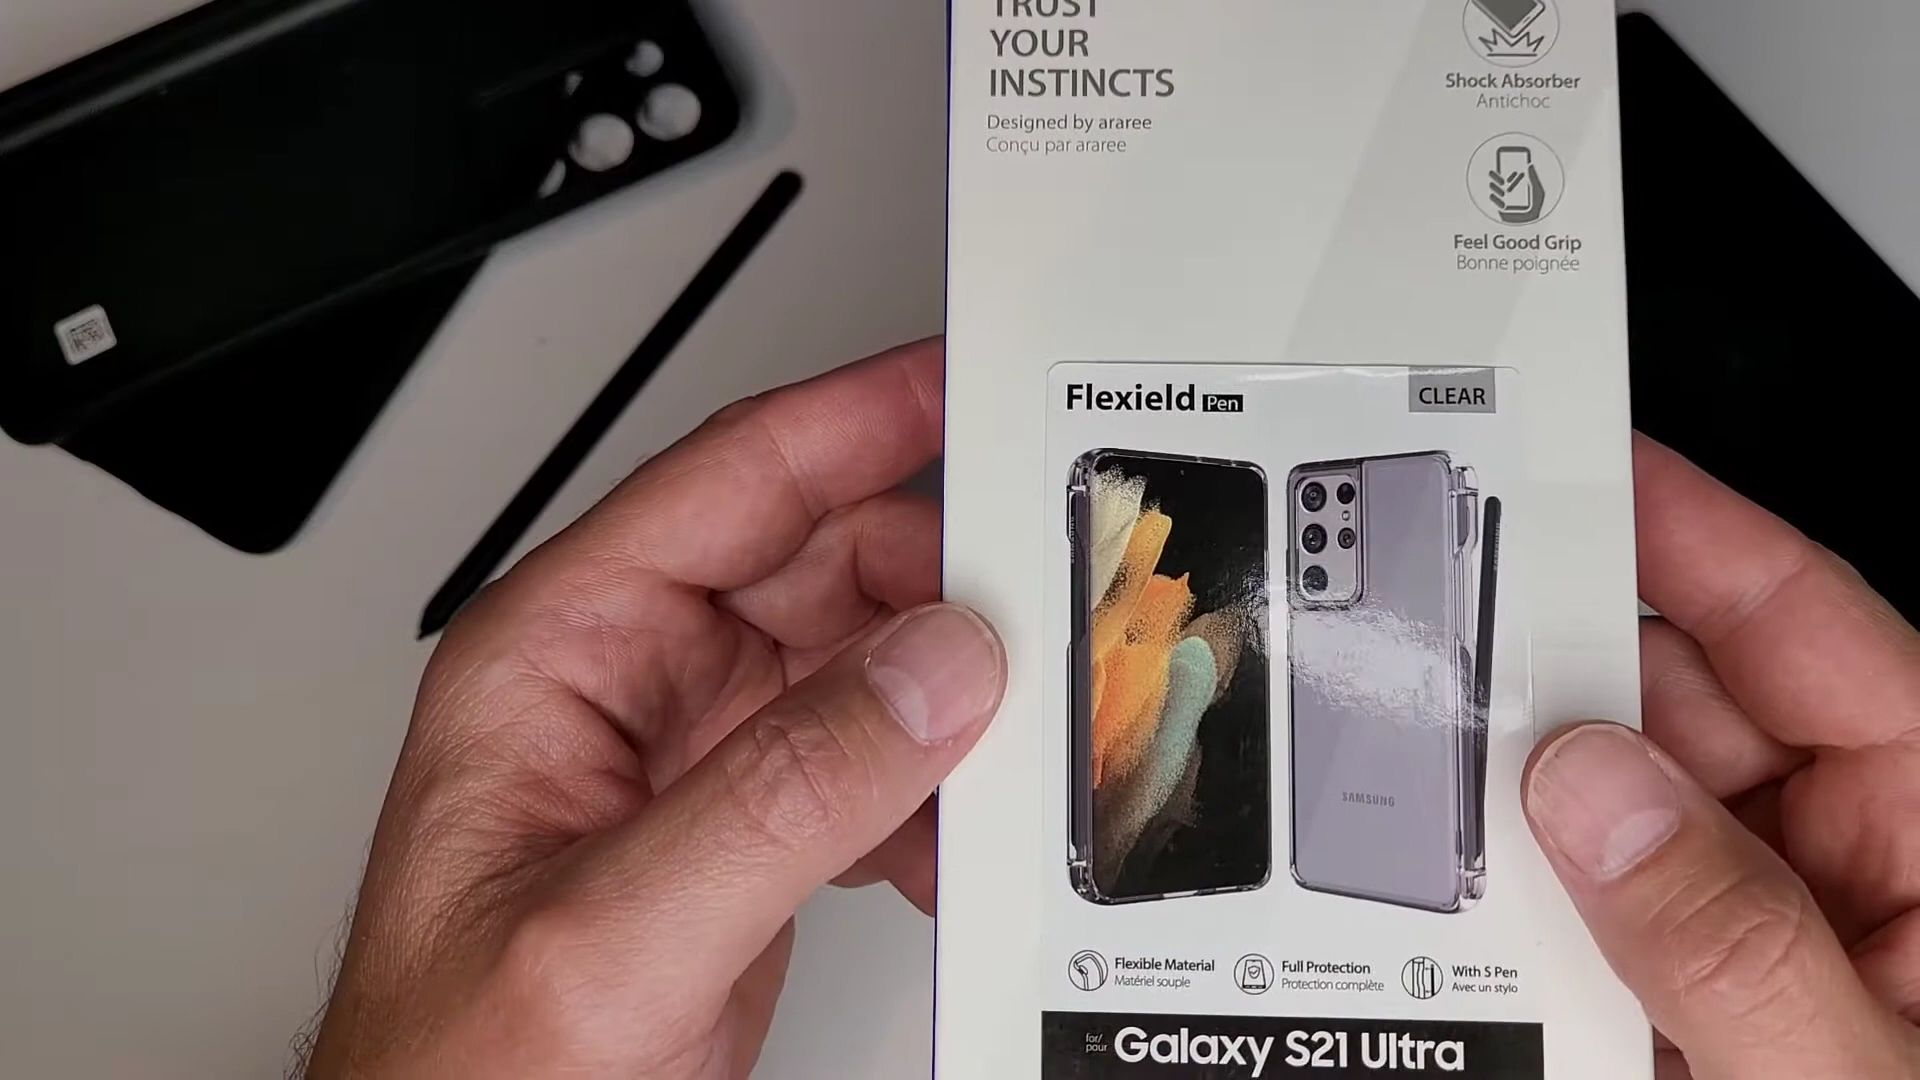 TRUST
YOUR
INSTINCTS
Designed by araree
Conçu par araree
Shock Absorber
Antichoc
Feel Good Grip
Bonne poignée
Flexield Pen
CLEAR
SAMSUNG
Flexible Material
Matériel souple
Full Protection
Protection complète
With S Pen
Avec un stylo
for/
pour
Galaxy S21 Ultra